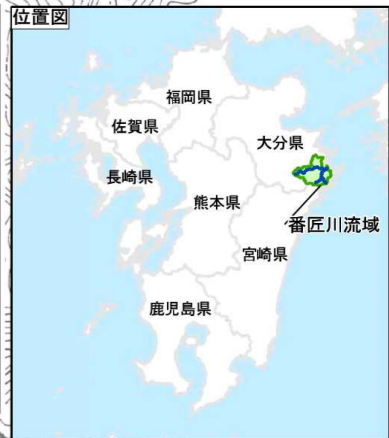 位置図
福岡県
佐賀県
大分県
長崎県
熊本県
番匠川流域
宮崎県
鹿児島県